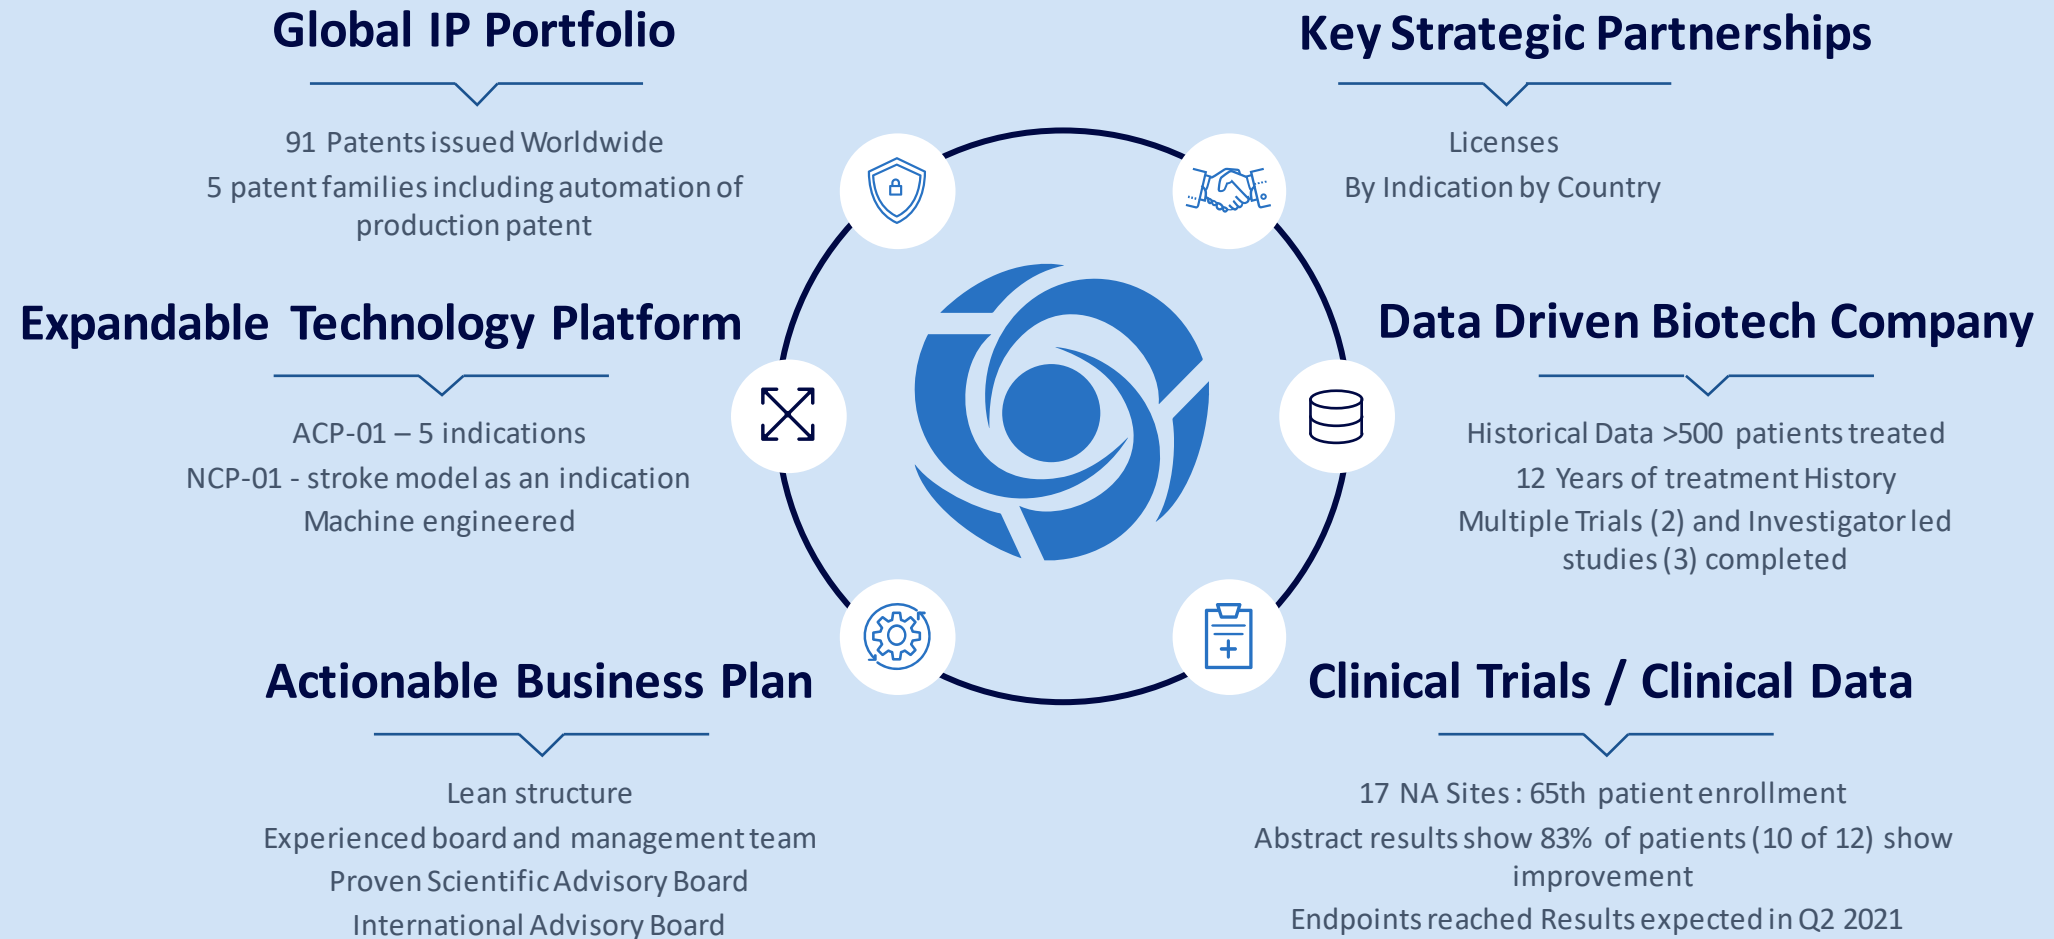 Global IP Portfolio
91 Patents issued Worldwide
5 patent families including automation of
production patent
Key Strategic Partnerships
Licenses
By Indication by Country
Expandable Technology Platform
ACP-01 – 5 indications
NCP-01 - stroke model as an indication
Machine engineered
Data Driven Biotech Company
Historical Data >500 patients treated
12 Years of treatment History
Multiple Trials (2) and Investigator led
studies (3) completed
Actionable Business Plan
Lean structure
Experienced board and management team
Proven Scientific Advisory Board
International Advisory Board
Clinical Trials / Clinical Data
17 NA Sites : 65th patient enrollment
Abstract results show 83% of patients (10 of 12) show
improvement
Endpoints reached Results expected in Q2 2021